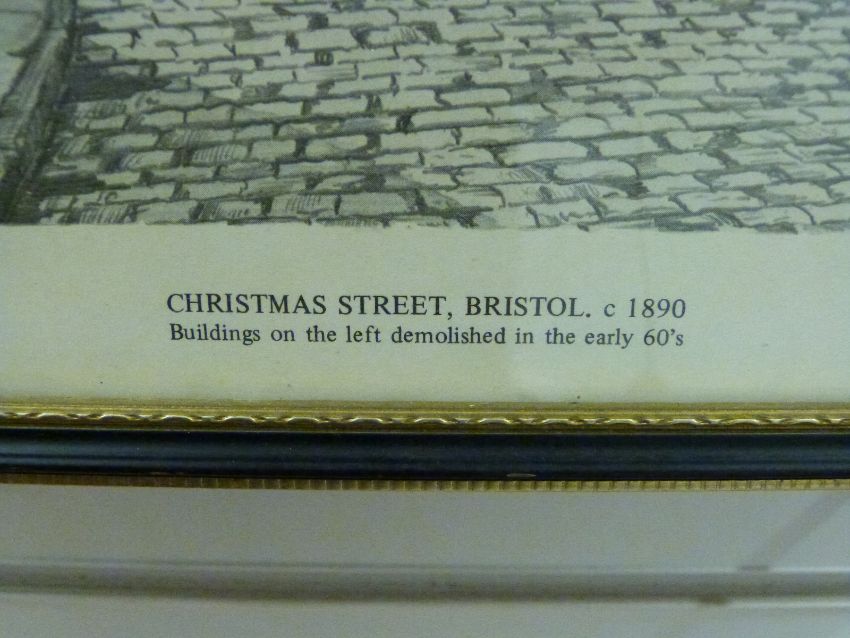 CHRISTMAS STREET, BRISTOL. c 1890
Buildings on the left demolished in the early 60's